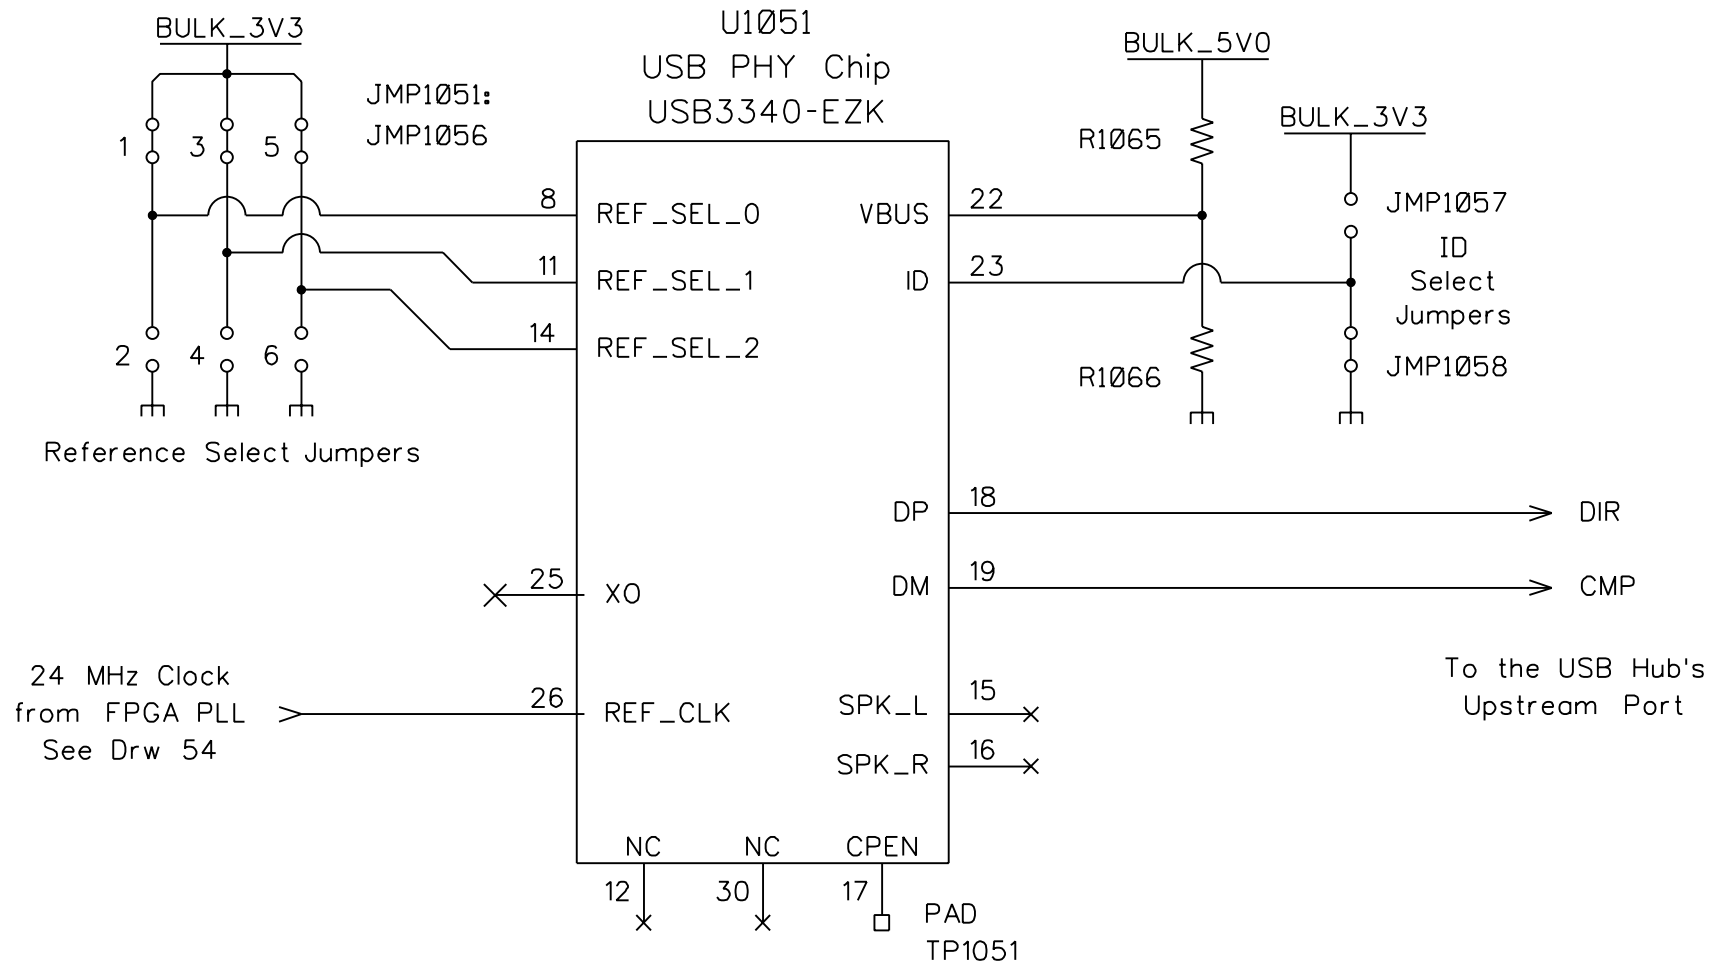 U1051
USB PHY Chip
USB3340-EZK
BULK_3V3
JMP1051:
JMP1056
1
3
5
2
4
6
Reference Select Jumpers
8
REF_SEL_0
11
REF_SEL_1
14
REF_SEL_2
25
XO
24 MHz Clock
from FPGA PLL
See Drw 54
26
REF_CLK
BULK_5V0
R1065
R1066
BULK_3V3
JMP1057
ID
Select
Jumpers
JMP1058
VBUS
22
ID
23
DP
18
DIR
DM
19
CMP
To the USB Hub's
Upstream Port
SPK_L
15
SPK_R
16
NC
12
NC
30
CPEN
17
PAD
TP1051